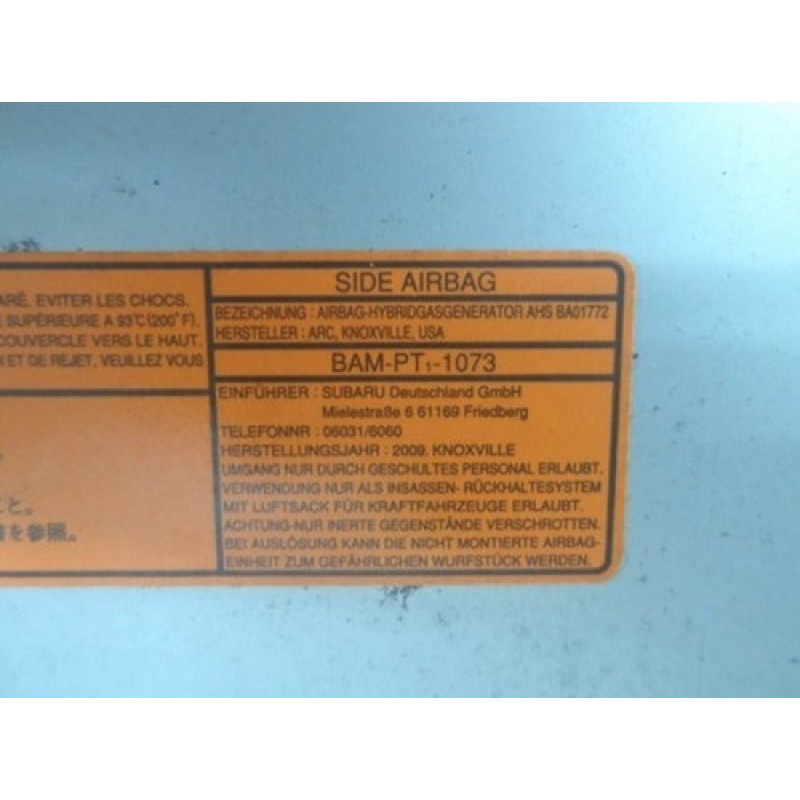 ARÉ. EVITER LES CHOCS.
SUPÉRIEURE A 93℃(200°F).
COUVERCLE VERS LE HAUT.
ET DE REJET, VEUILLEZ VOUS
こと。
を参照。
SIDE AIRBAG
BEZEICHNUNG : AIRBAG-HYBRIDGASGENERATOR AHS BA01772
HERSTELLER : ARC, KNOXVILLE, USA
BAM-PT₁-1073
EINFÜHRER : SUBARU Deutschland GmbH
Mielestraße 6 61169 Friedberg
TELEFONNR : 06031/6060
HERSTELLUNGSJAHR : 2009. KNOXVILLE
UMGANG NUR DURCH GESCHULTES PERSONAL ERLAUBT.
VERWENDUNG NUR ALS INSASSEN- RÜCKHALTESYSTEM
MIT LUFTSACK FÜR KRAFTFAHRZEUGE ERLAUBT.
ACHTUNG-NUR INERTE GEGENSTÄNDE VERSCHROTTEN.
BEI AUSLÖSUNG KANN DIE NICHT MONTIERTE AIRBAG-
EINHEIT ZUM GEFÄHRLICHEN WURFSTÜCK WERDEN.